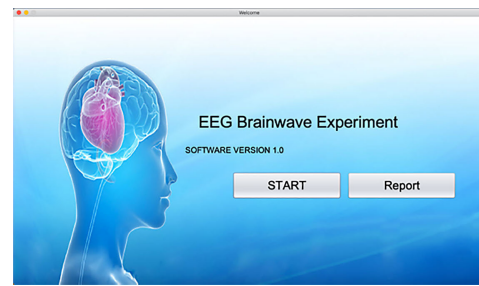 Welcome
EEG Brainwave Experiment
SOFTWARE VERSION 1.0
START
Report